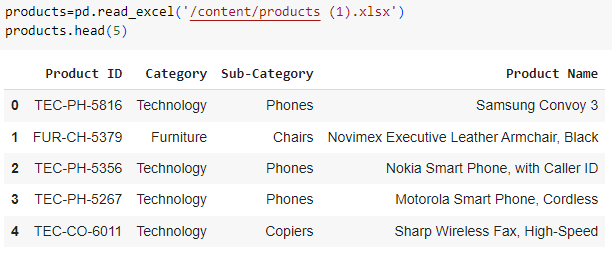 products=pd.read_excel('/content/products (1).xlsx')
products.head(5)
Product ID Category Sub-Category Product Name
0 TEC-PH-5816 Technology Phones Samsung Convoy 3
1 FUR-CH-5379 Furniture Chairs Novimex Executive Leather Armchair, Black
2 TEC-PH-5356 Technology Phones Nokia Smart Phone, with Caller ID
3 TEC-PH-5267 Technology Phones Motorola Smart Phone, Cordless
4 TEC-CO-6011 Technology Copiers Sharp Wireless Fax, High-Speed